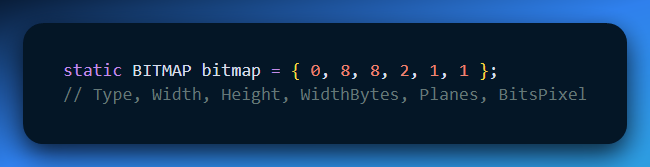 static BITMAP bitmap = { 0, 8, 8, 2, 1, 1 };
// Type, Width, Height, WidthBytes, Planes, BitsPixel